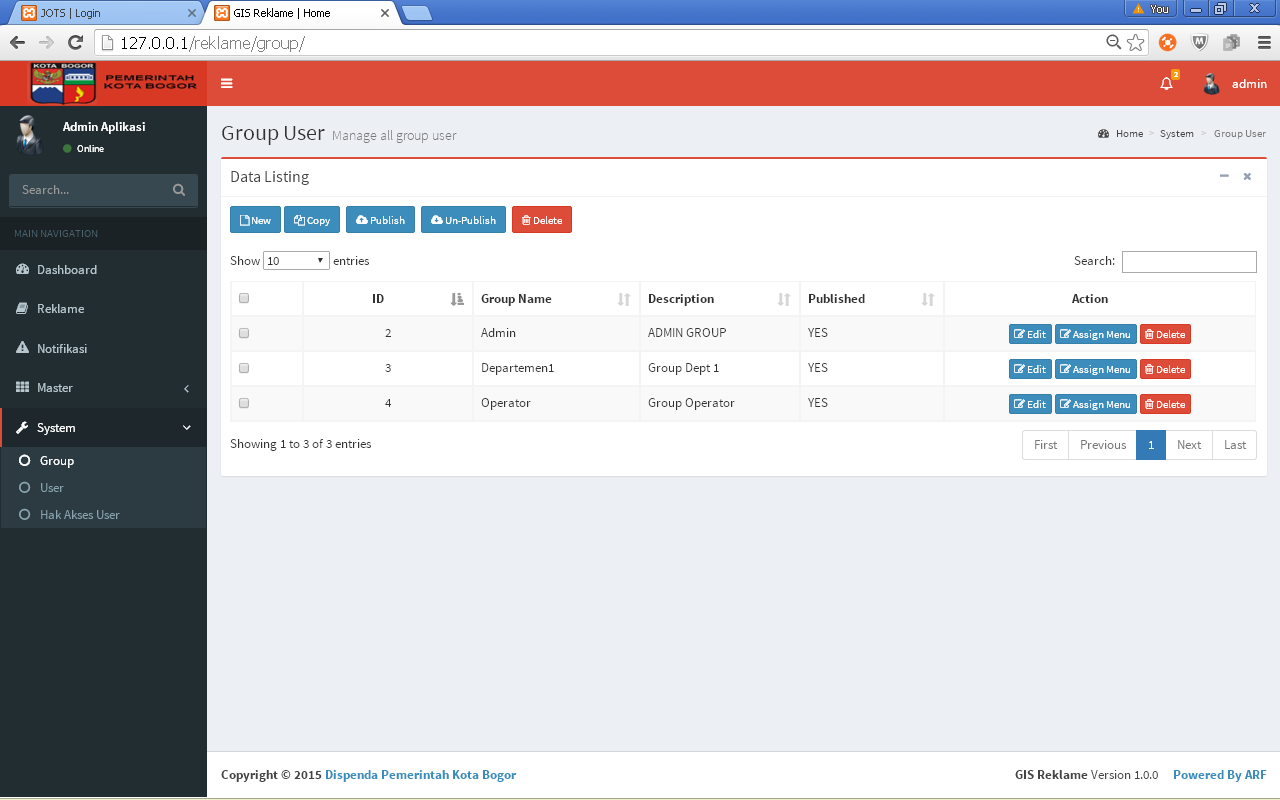 JOTS | Login
GIS Reklame | Home
You
127.0.0.1/reklame/group/
KOTA BOGOR
PEMERINTAH
KOTA BOGOR
2
admin
Admin Aplikasi
Online
Search...
MAIN NAVIGATION
Dashboard
Reklame
Notifikasi
Master
System
Group
User
Hak Akses User
Group User Manage all group user
Home > System > Group User
Data Listing
New Copy Publish Un-Publish Delete
Show 10 entries
Search:
ID Group Name Description Published Action
2 Admin ADMIN GROUP YES Edit Assign Menu Delete
3 Departemen1 Group Dept 1 YES Edit Assign Menu Delete
4 Operator Group Operator YES Edit Assign Menu Delete
Showing 1 to 3 of 3 entries
First Previous 1 Next Last
Copyright © 2015 Dispenda Pemerintah Kota Bogor
GIS Reklame Version 1.0.0 Powered By ARF